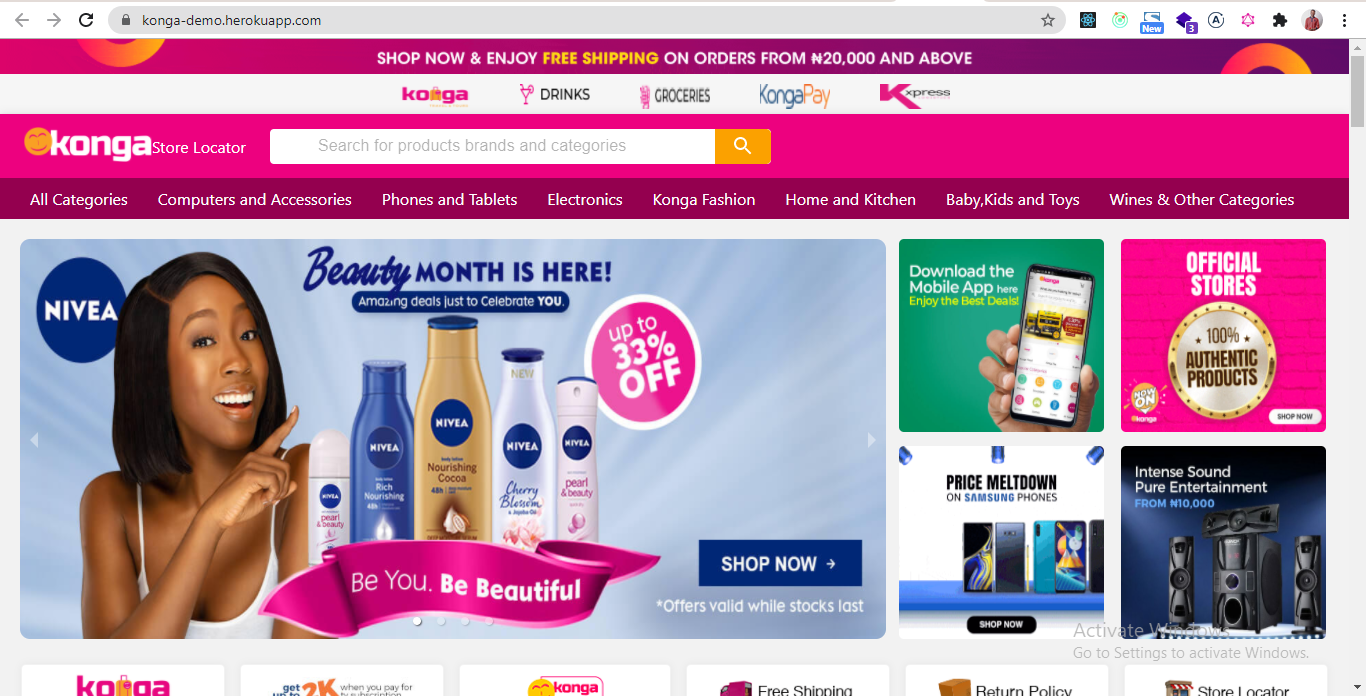 konga-demo.herokuapp.com
New
3
SHOP NOW & ENJOY FREE SHIPPING ON ORDERS FROM ₦20,000 AND ABOVE
konga
DRINKS
GROCERIES
KongaPay
Kxpress
konga
Store Locator
Search for products brands and categories
All Categories
Computers and Accessories
Phones and Tablets
Electronics
Konga Fashion
Home and Kitchen
Baby,Kids and Toys
Wines & Other Categories
NIVEA
Beauty MONTH IS HERE!
Amazing deals just to Celebrate YOU.
up to
33%
OFF
NEW
NIVEA
NIVEA
NIVEA
NIVEA
NIVEA
Rich
Nourishing
48h
body lotion
Nourishing
Cocoa
48h
Cherry
Blossom
& Jojoba Oil
pearl
& beauty
pearl
& beauty
Be You. Be Beautiful
SHOP NOW →
*Offers valid while stocks last
Download the
Mobile App here
Enjoy the Best Deals!
OFFICIAL
STORES
100%
AUTHENTIC
PRODUCTS
NOW
ON
konga
SHOP NOW
PRICE MELTDOWN
ON SAMSUNG PHONES
SHOP NOW
Intense Sound
Pure Entertainment
FROM ₦10,000
Activate Windows
Go to Settings to activate Windows.
konga
get
up to 2K when you pay for
konga
Free Shipping
Return Policy
Store Locator